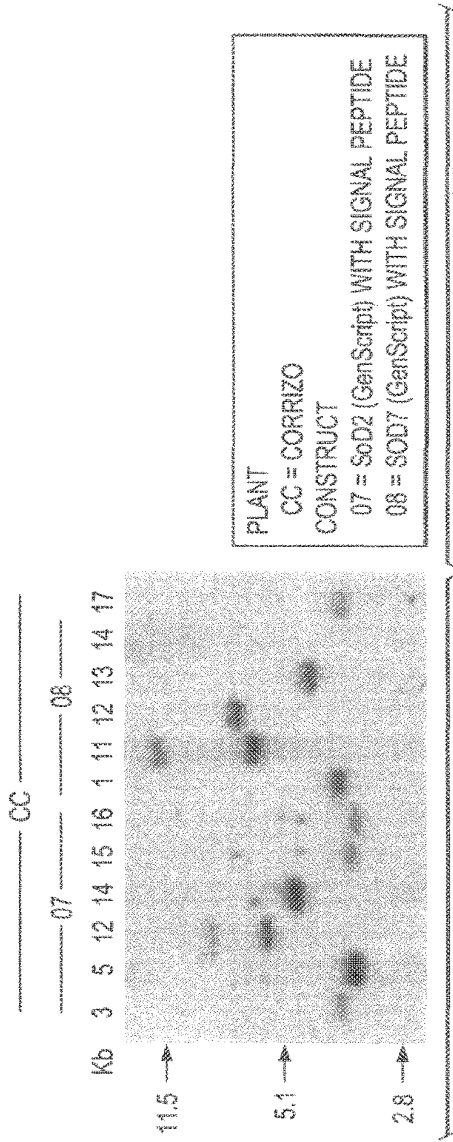 CC
07 08
Kb 3 5 12 14 15 16 1 11 12 13 14 17
11.5
5.1
2.8
PLANT
CC = CORRIZO
CONSTRUCT
07 = SoD2 (GenScript) WITH SIGNAL PEPTIDE
08 = SOD7 (GenScript) WITH SIGNAL PEPTIDE